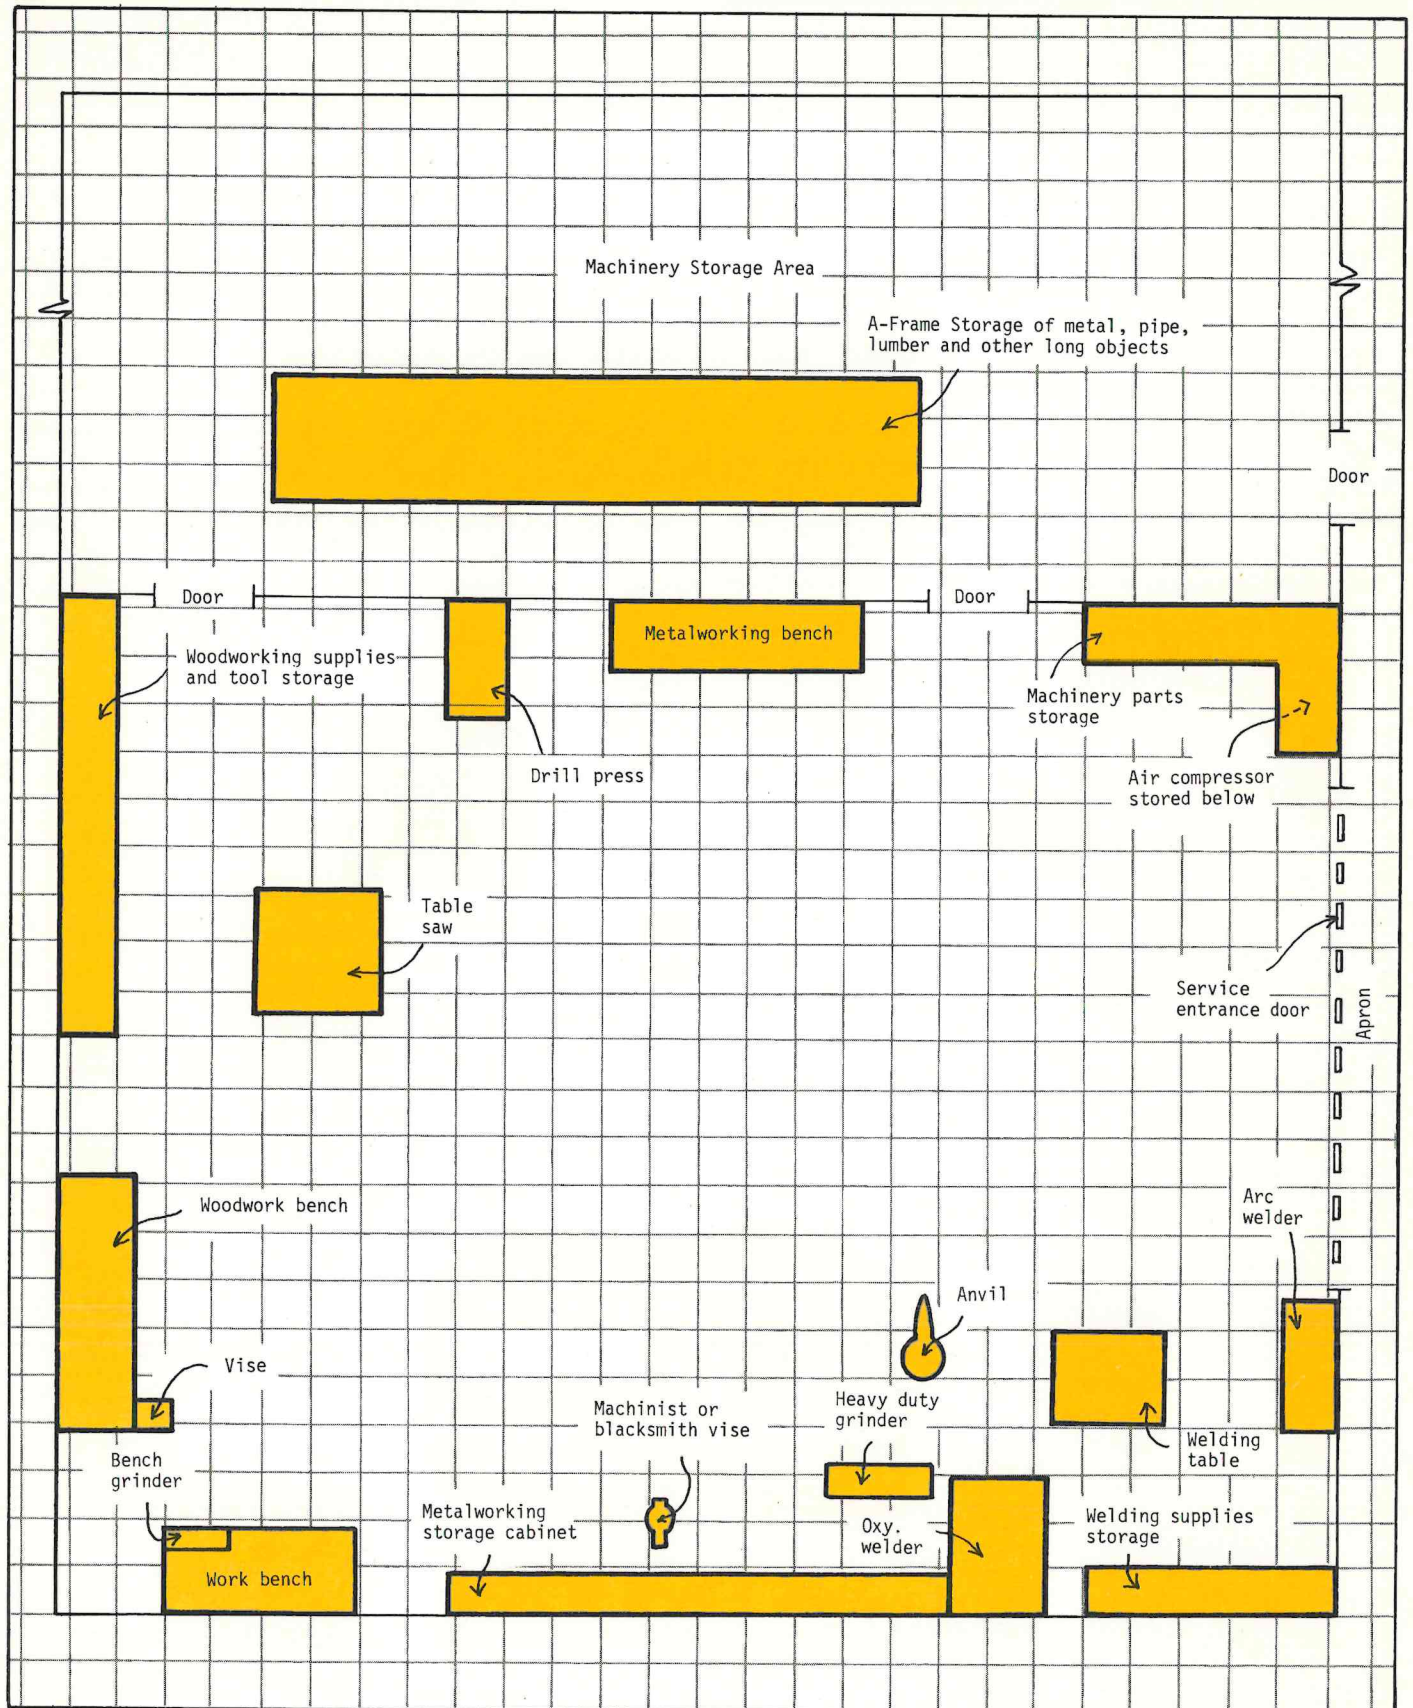 Machinery Storage Area
A-Frame Storage of metal, pipe,
lumber and other long objects
Door
Door
Door
Metalworking bench
Woodworking supplies
and tool storage
Machinery parts
storage
Drill press
Air compressor
stored below
Table
saw
Service
entrance door
Apron
Woodwork bench
Arc
welder
Anvil
Vise
Machinist or
blacksmith vise
Heavy duty
grinder
Welding
table
Bench
grinder
Metalworking
storage cabinet
Oxy.
welder
Welding supplies
storage
Work bench